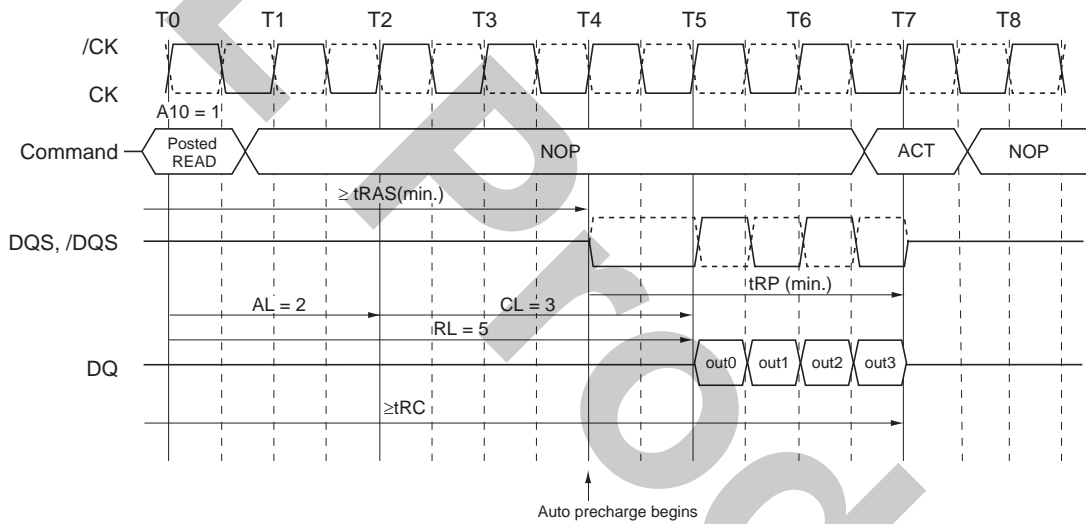 T0 T1 T2 T3 T4 T5 T6 T7 T8
/CK
CK
A10 = 1
Command
Posted
READ
NOP
ACT
NOP
≥ tRAS(min.)
DQS, /DQS
tRP (min.)
AL = 2
CL = 3
RL = 5
DQ
out0 out1 out2 out3
≥tRC
Auto precharge begins